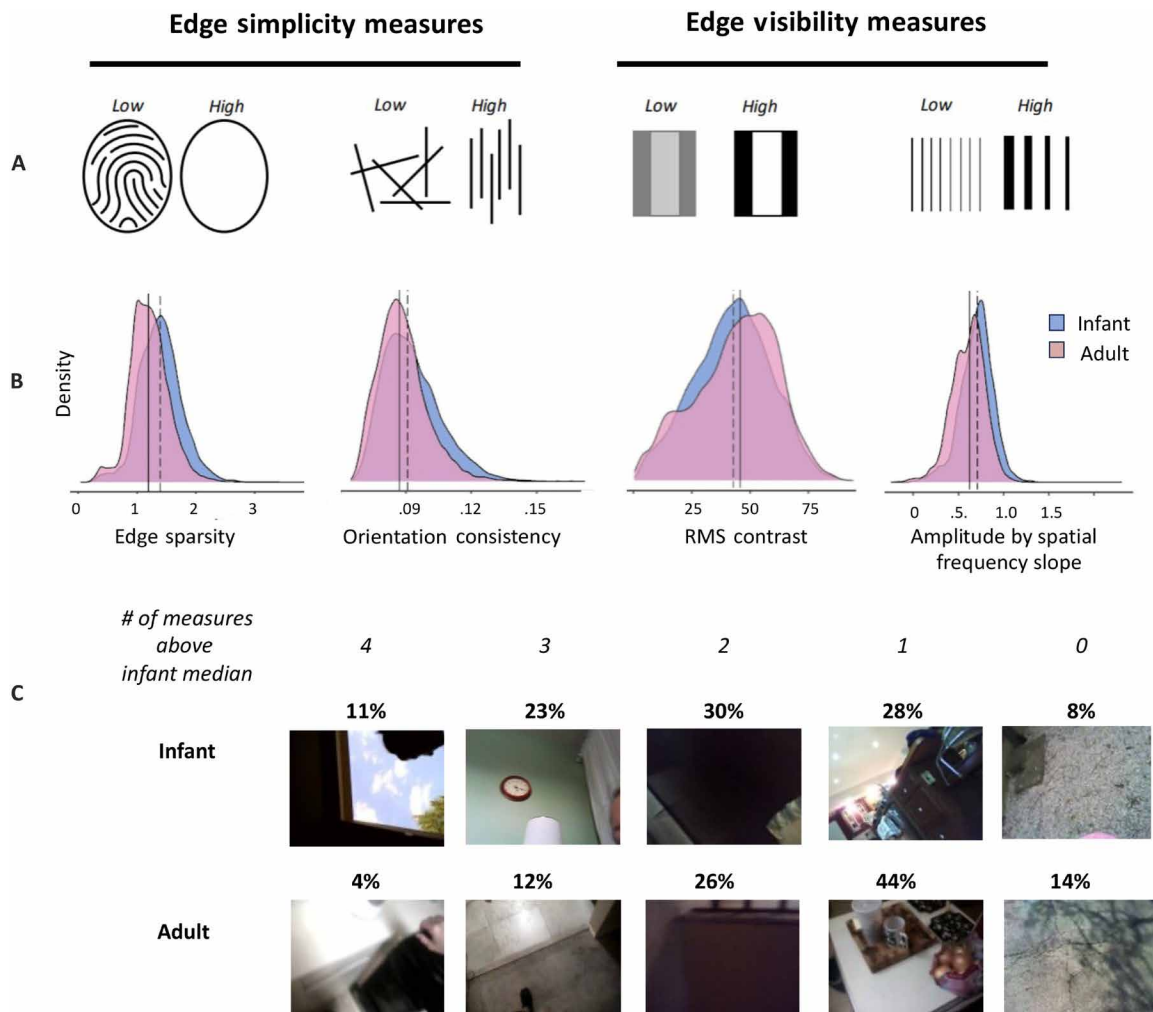 Edge simplicity measures
Edge visibility measures
Low High Low High Low High Low High
A
B
Density
Infant
Adult
0 1 2 3
.09 .12 .15
25 50 75
0 .5. 1.0 1.5
Edge sparsity
Orientation consistency
RMS contrast
Amplitude by spatial
frequency slope
# of measures
above
infant median
4 3 2 1 0
C
11% 23% 30% 28% 8%
Infant
4% 12% 26% 44% 14%
Adult